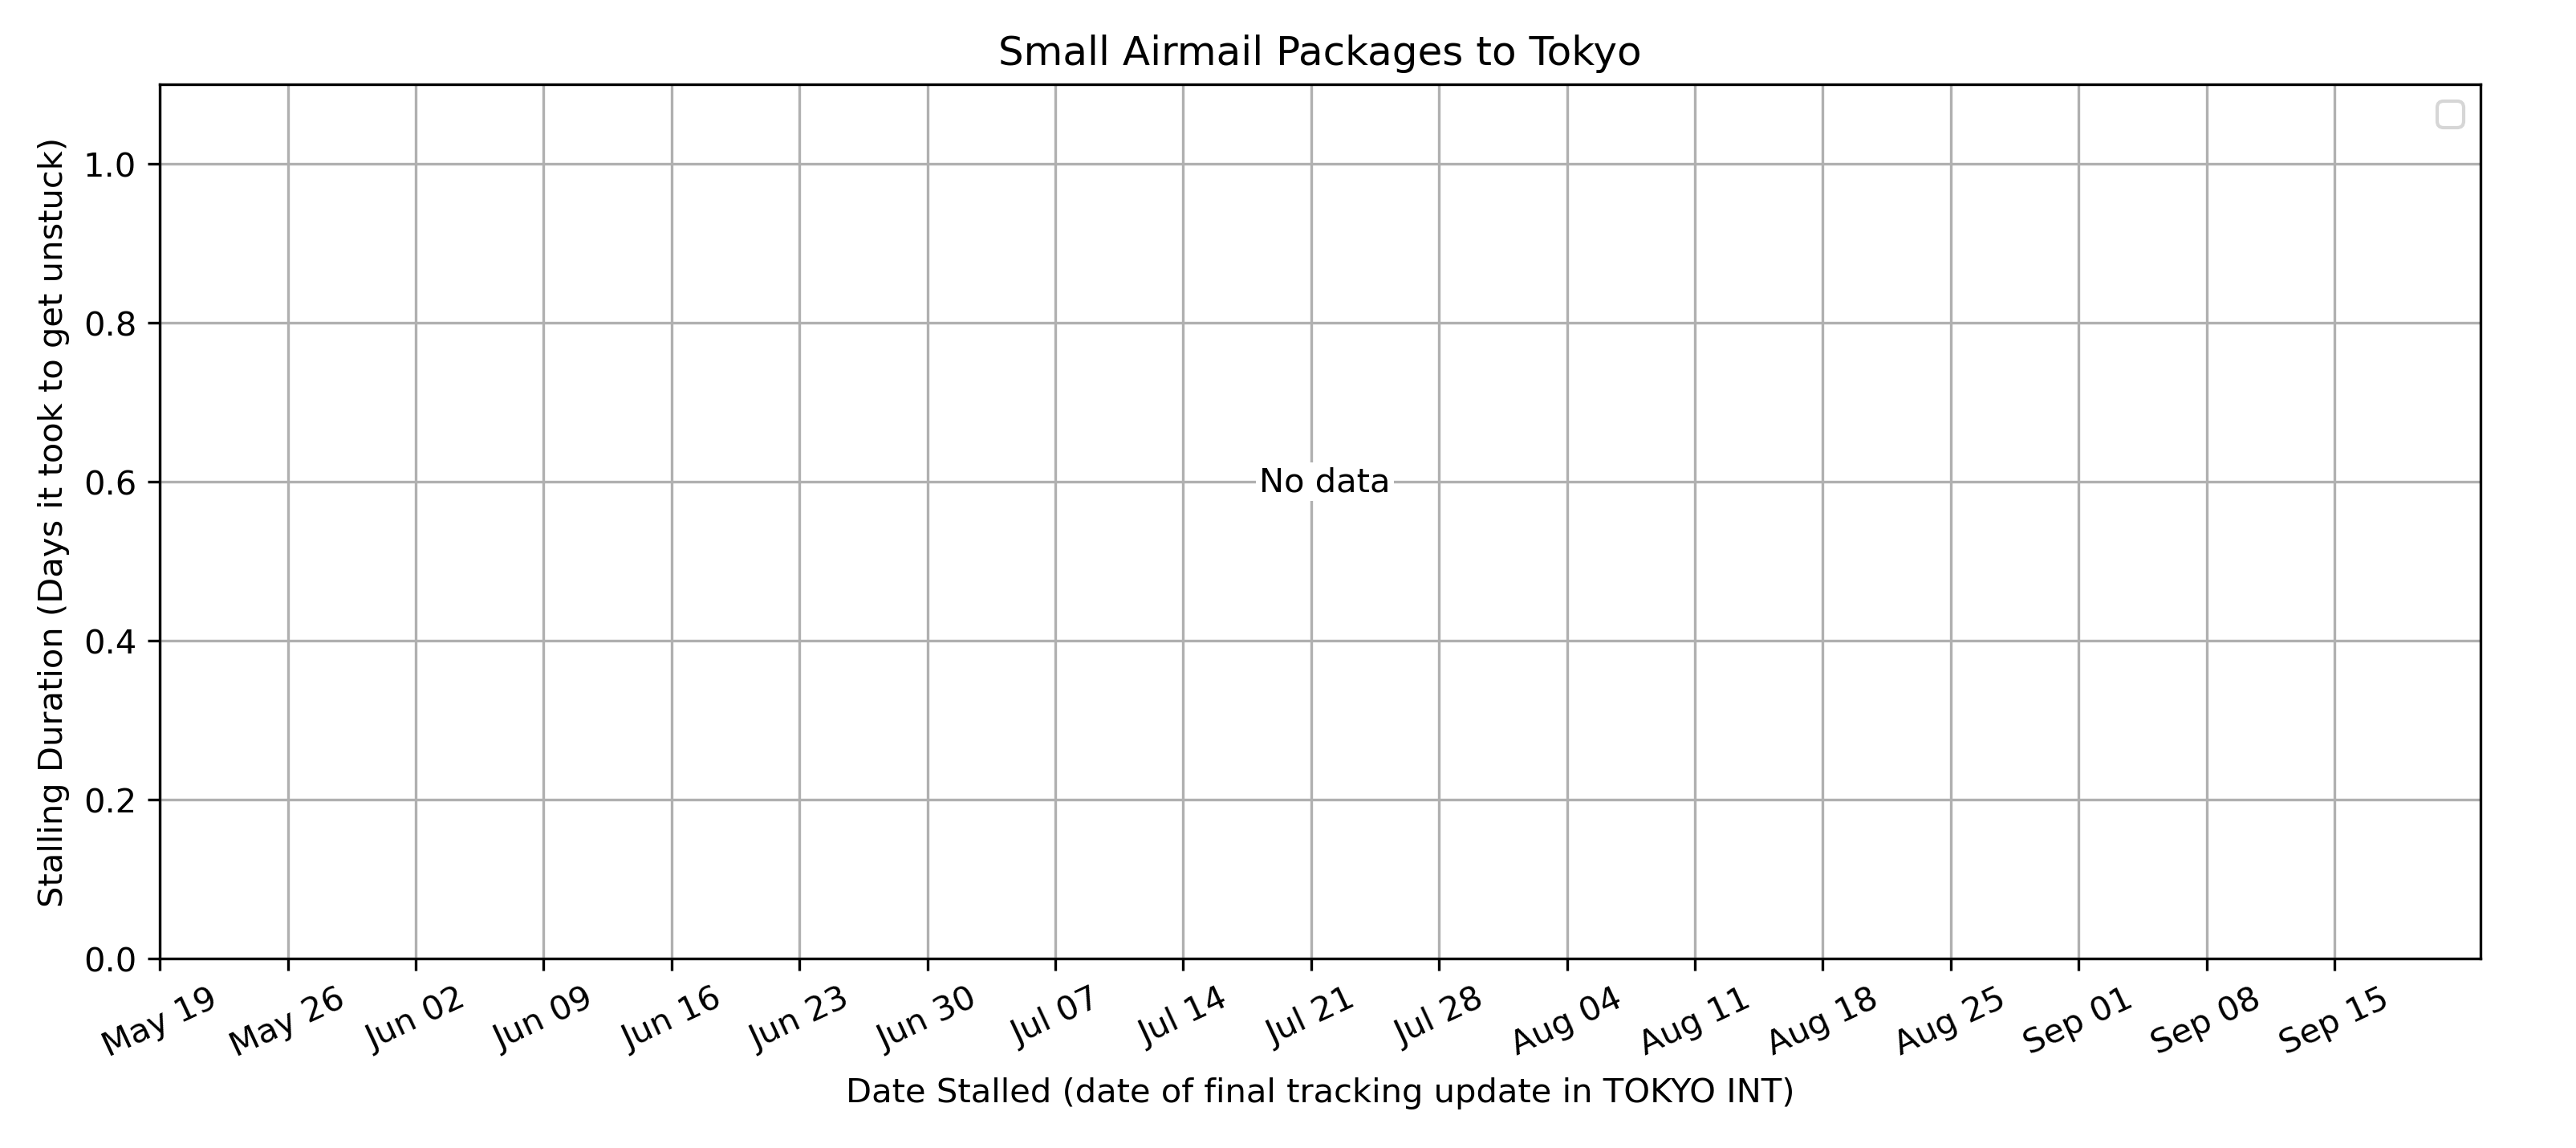 Small Airmail Packages to Tokyo
Stalling Duration (Days it took to get unstuck)
1.0
0.8
0.6
0.4
0.2
0.0
No data
May 19
May 26
Jun 02
Jun 09
Jun 16
Jun 23
Jun 30
Jul 07
Jul 14
Jul 21
Jul 28
Aug 04
Aug 11
Aug 18
Aug 25
Sep 01
Sep 08
Sep 15
Date Stalled (date of final tracking update in TOKYO INT)